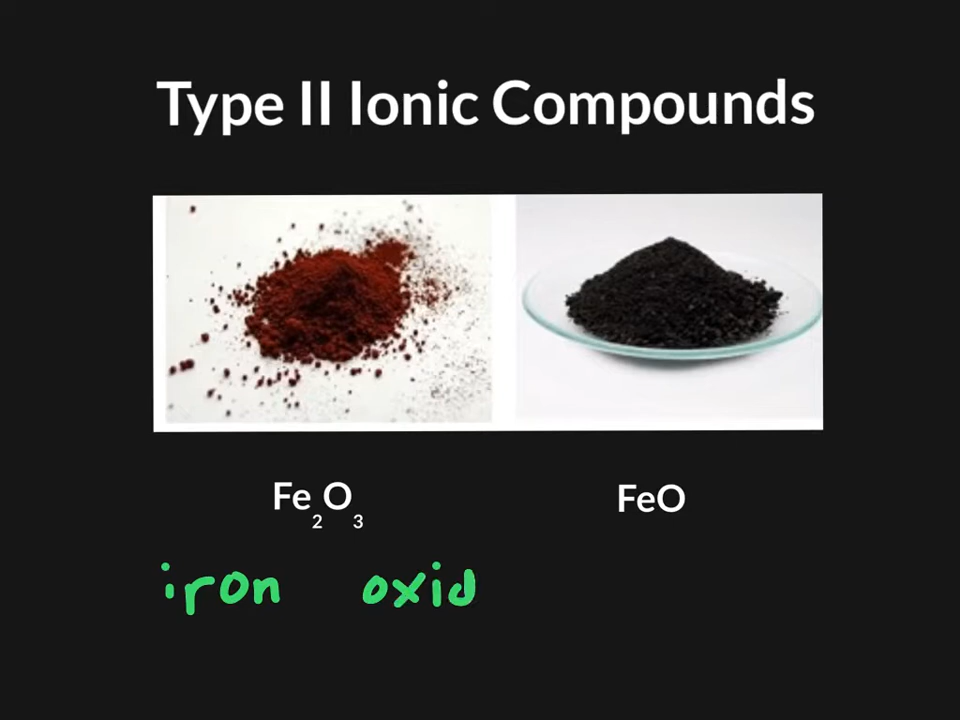 Type II Ionic Compounds
Fe₂O₃ FeO
iron oxid